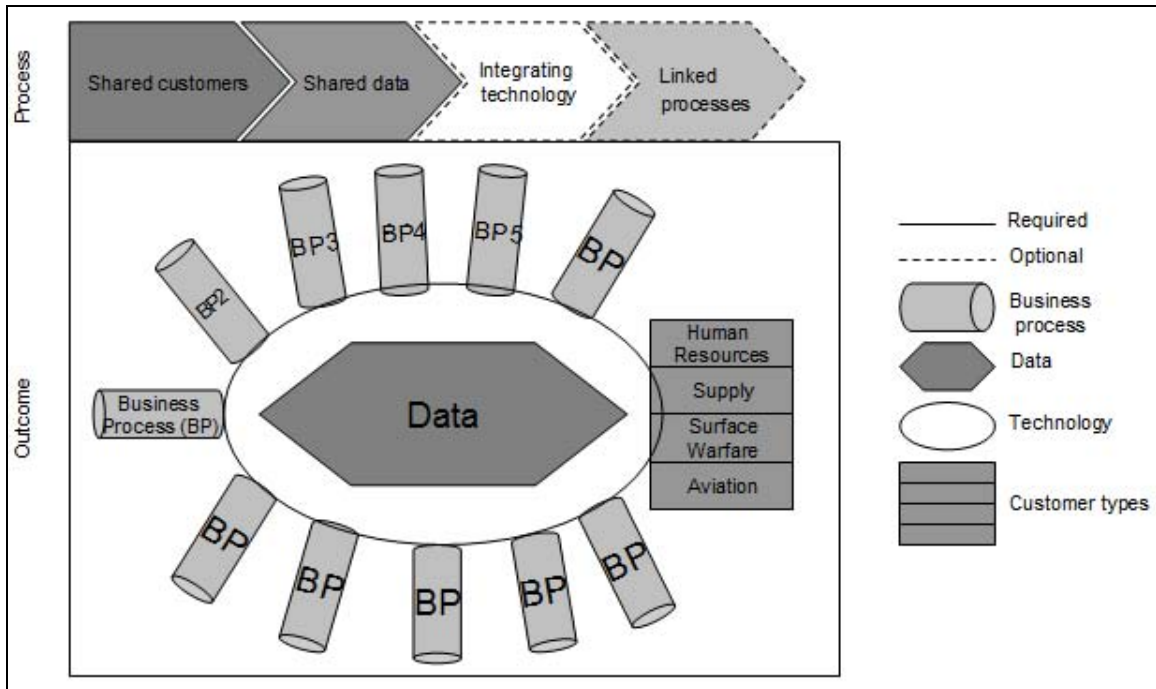 Process
Shared customers
Shared data
Integrating
technology
Linked
processes
Outcome
BP2
BP3
BP4
BP5
BP
Business
Process (BP)
Data
Human
Resources
Supply
Surface
Warfare
Aviation
BP
BP
BP
BP
BP
Required
Optional
Business
process
Data
Technology
Customer types